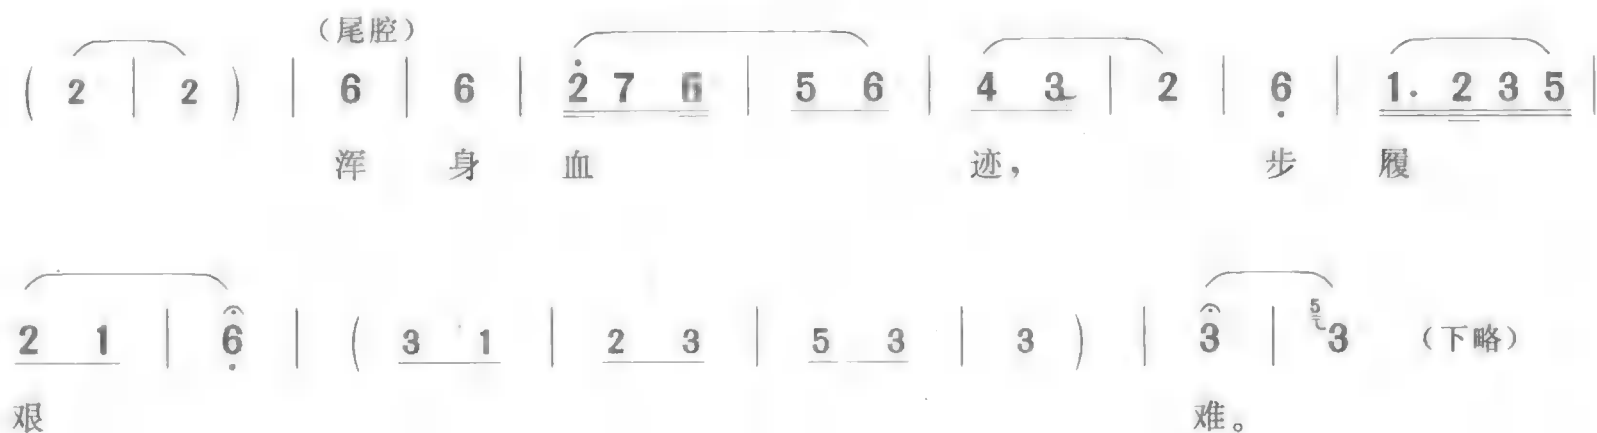 （尾腔）
( 2 | 2 ) | 6 | 6 | 2 7 6 | 5 6 | 4 3 | 2 | 6 | 1. 2 3 5 |
浑 身 血 迹， 步 履
2 1 | 6 | ( 3 1 | 2 3 | 5 3 | 3 ) | 3 | 5 3 （下略）
艰 难。